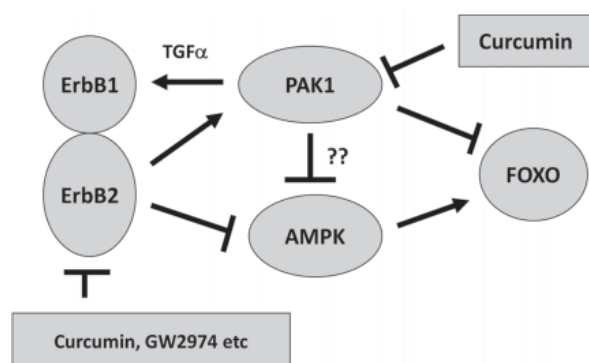 TGFα
Curcumin
ErbB1
PAK1
??
FOXO
ErbB2
AMPK
Curcumin, GW2974 etc